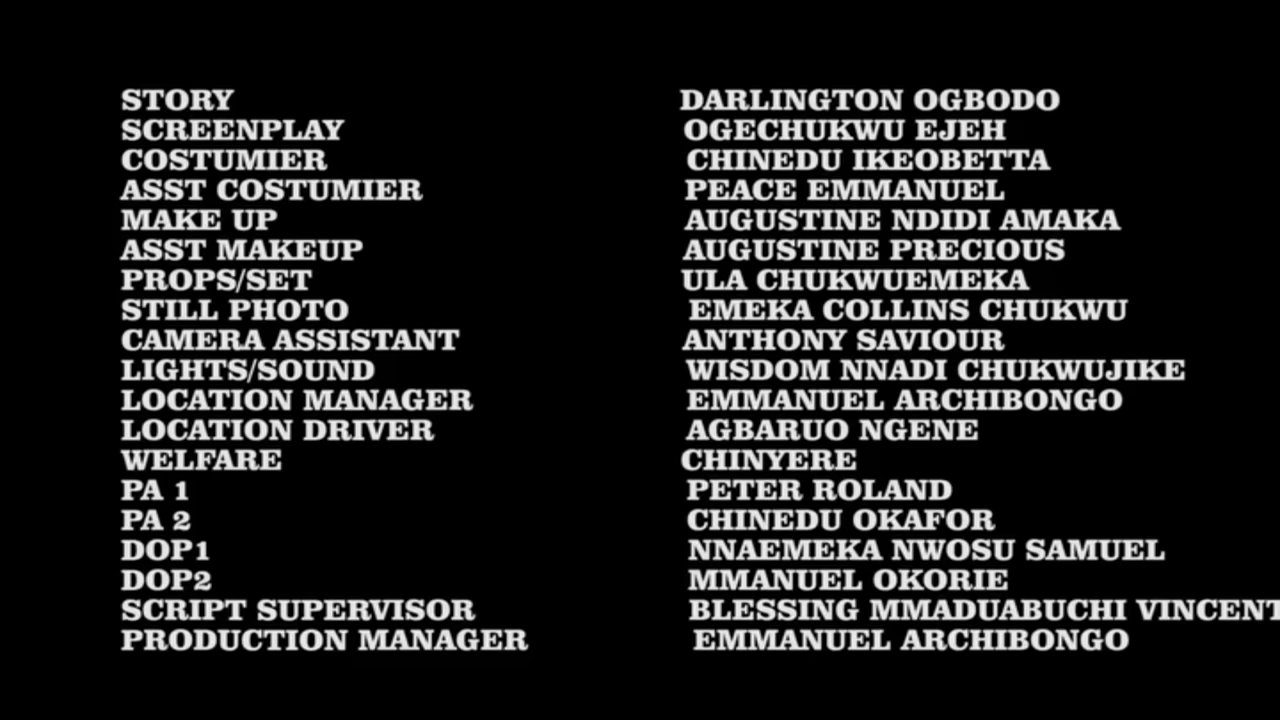 STORY DARLINGTON OGBODO
SCREENPLAY OGECHUKWU EJEH
COSTUMIER CHINEDU IKEOBETTA
ASST COSTUMIER PEACE EMMANUEL
MAKE UP AUGUSTINE NDIDI AMAKA
ASST MAKEUP AUGUSTINE PRECIOUS
PROPS/SET ULA CHUKWUEMEKA
STILL PHOTO EMEKA COLLINS CHUKWU
CAMERA ASSISTANT ANTHONY SAVIOUR
LIGHTS/SOUND WISDOM NNADI CHUKWUJIKE
LOCATION MANAGER EMMANUEL ARCHIBONGO
LOCATION DRIVER AGBARUO NGENE
WELFARE CHINYERE
PA 1 PETER ROLAND
PA 2 CHINEDU OKAFOR
DOP1 NNAEMEKA NWOSU SAMUEL
DOP2 MMANUEL OKORIE
SCRIPT SUPERVISOR BLESSING MMADUABUCHI VINCENT
PRODUCTION MANAGER EMMANUEL ARCHIBONGO